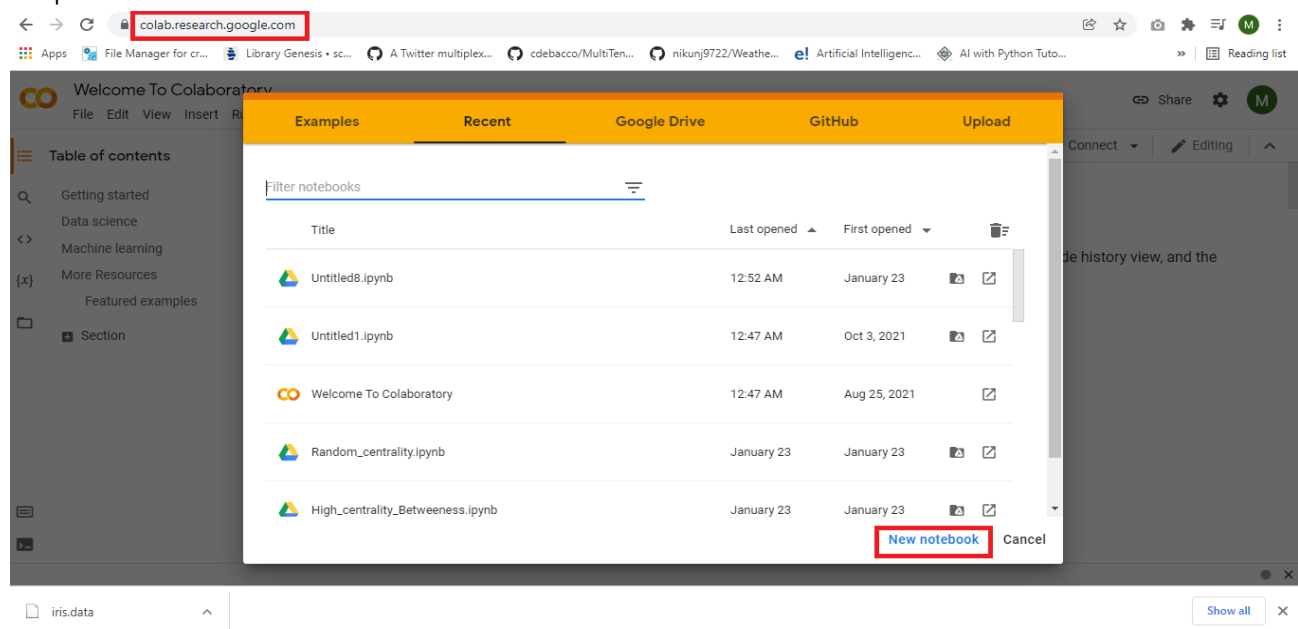 colab.research.google.com
M
Apps File Manager for cr... Library Genesis • sc... A Twitter multiplex... cdebacco/MultiTen... nikunj9722/Weathe... Artificial Intelligenc... AI with Python Tuto... » Reading list
Welcome To Colaboratory
File Edit View Insert Ru
Share M
Examples Recent Google Drive GitHub Upload
Connect Editing
Table of contents
Getting started
Data science
Machine learning
More Resources
Featured examples
Section
Filter notebooks
Title Last opened First opened
de history view, and the
Untitled8.ipynb 12:52 AM January 23
Untitled1.ipynb 12:47 AM Oct 3, 2021
Welcome To Colaboratory 12:47 AM Aug 25, 2021
Random_centrality.ipynb January 23 January 23
High_centrality_Betweeness.ipynb January 23 January 23
New notebook Cancel
iris.data
Show all